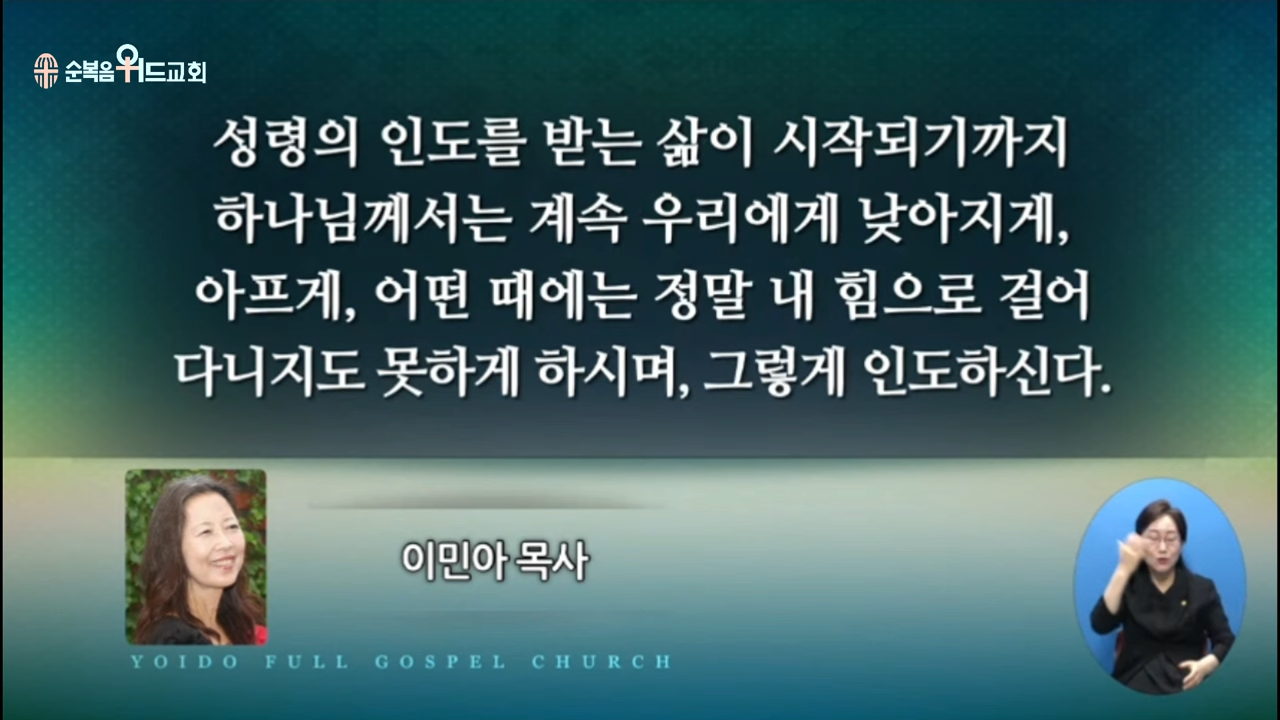 순복음위드교회
성령의 인도를 받는 삶이 시작되기까지
하나님께서는 계속 우리에게 낮아지게,
아프게, 어떤 때에는 정말 내 힘으로 걸어
다니지도 못하게 하시며, 그렇게 인도하신다.
이민아 목사
YOIDO FULL GOSPEL CHURCH